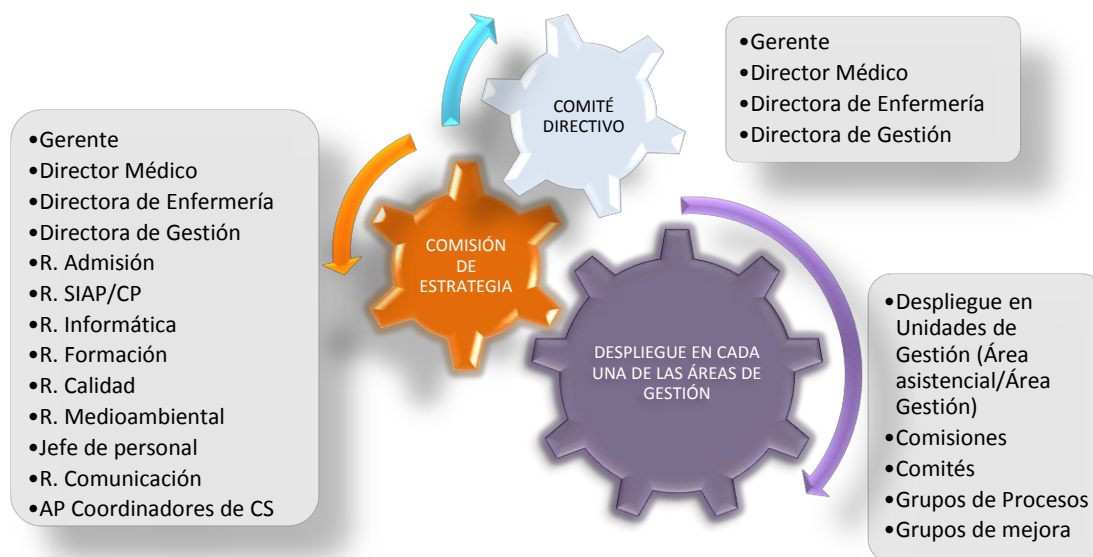 COMITÉ
DIRECTIVO
•Gerente
•Director Médico
•Directora de Enfermería
•Directora de Gestión
•Gerente
•Director Médico
•Directora de Enfermería
•Directora de Gestión
•R. Admisión
•R. SIAP/CP
•R. Informática
•R. Formación
•R. Calidad
•R. Medioambiental
•Jefe de personal
•R. Comunicación
•AP Coordinadores de CS
COMISIÓN
DE
ESTRATEGIA
DESPLIEGUE EN CADA
UNA DE LAS ÁREAS DE
GESTIÓN
•Despliegue en
Unidades de
Gestión (Área
asistencial/Área
Gestión)
•Comisiones
•Comités
•Grupos de Procesos
•Grupos de mejora